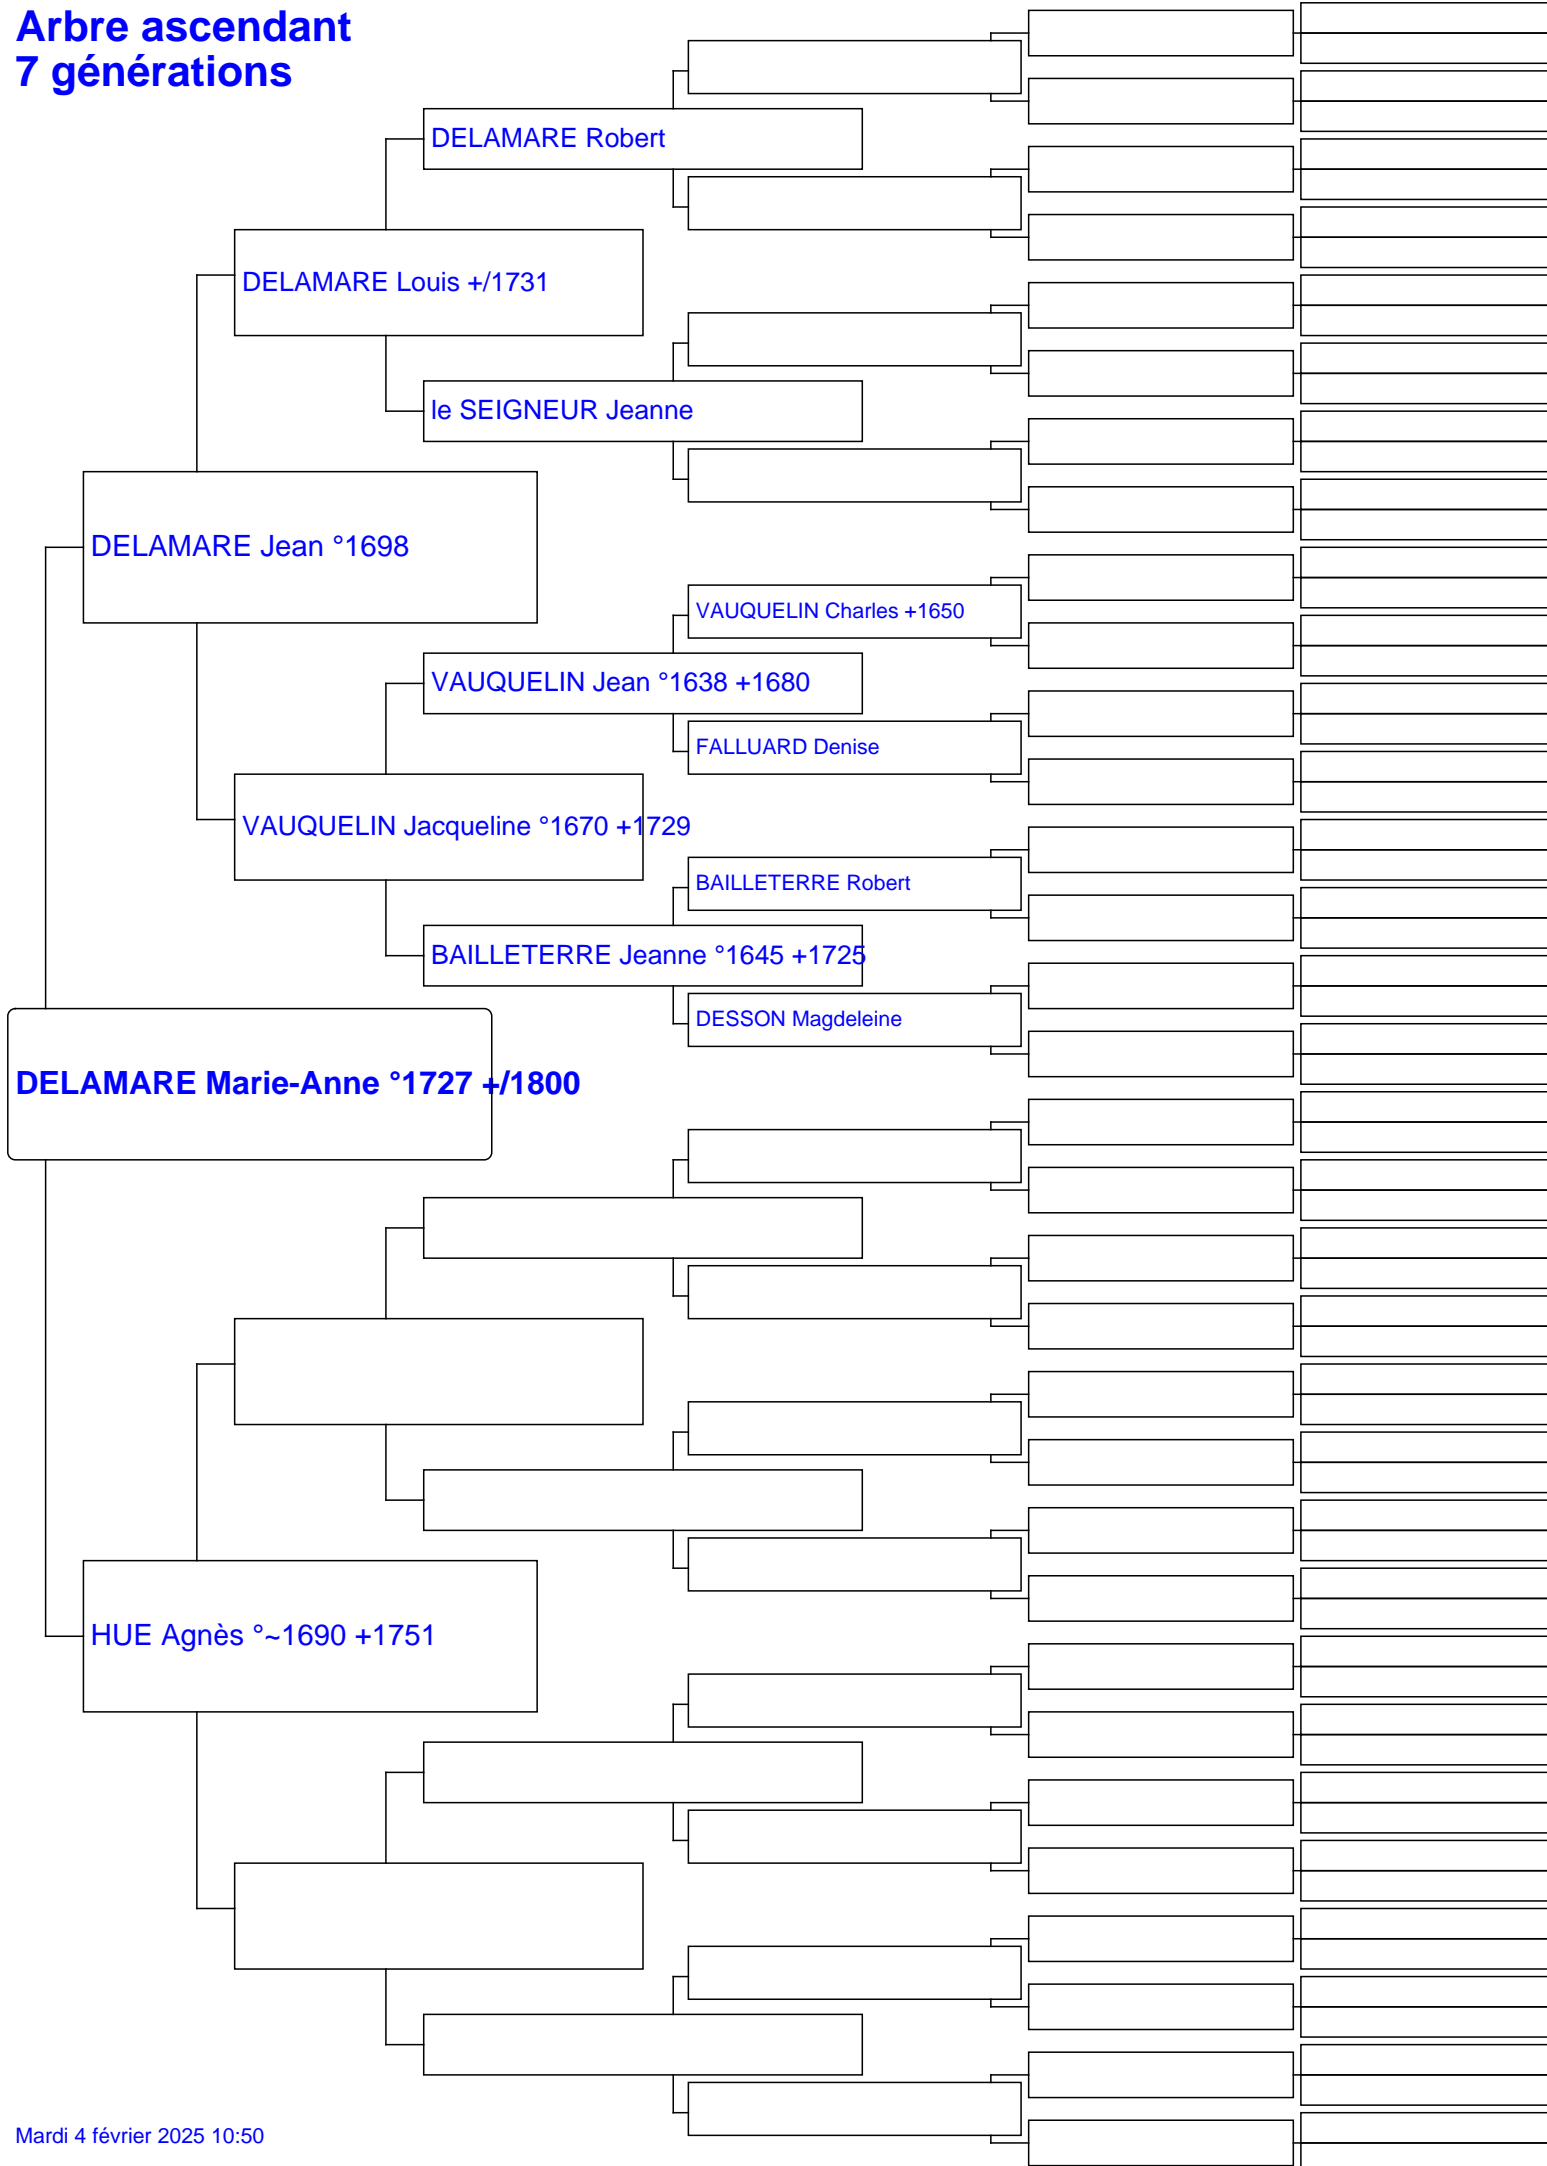 Arbre ascendant
7 générations
DELAMARE Robert
DELAMARE Louis +/1731
le SEIGNEUR Jeanne
DELAMARE Jean °1698
VAUQUELIN Charles +1650
VAUQUELIN Jean °1638 +1680
FALLUARD Denise
VAUQUELIN Jacqueline °1670 +1729
BAILLETERRE Robert
BAILLETERRE Jeanne °1645 +1725
DESSON Magdeleine
DELAMARE Marie-Anne °1727 +/1800
HUE Agnès °~1690 +1751
Mardi 4 février 2025 10:50